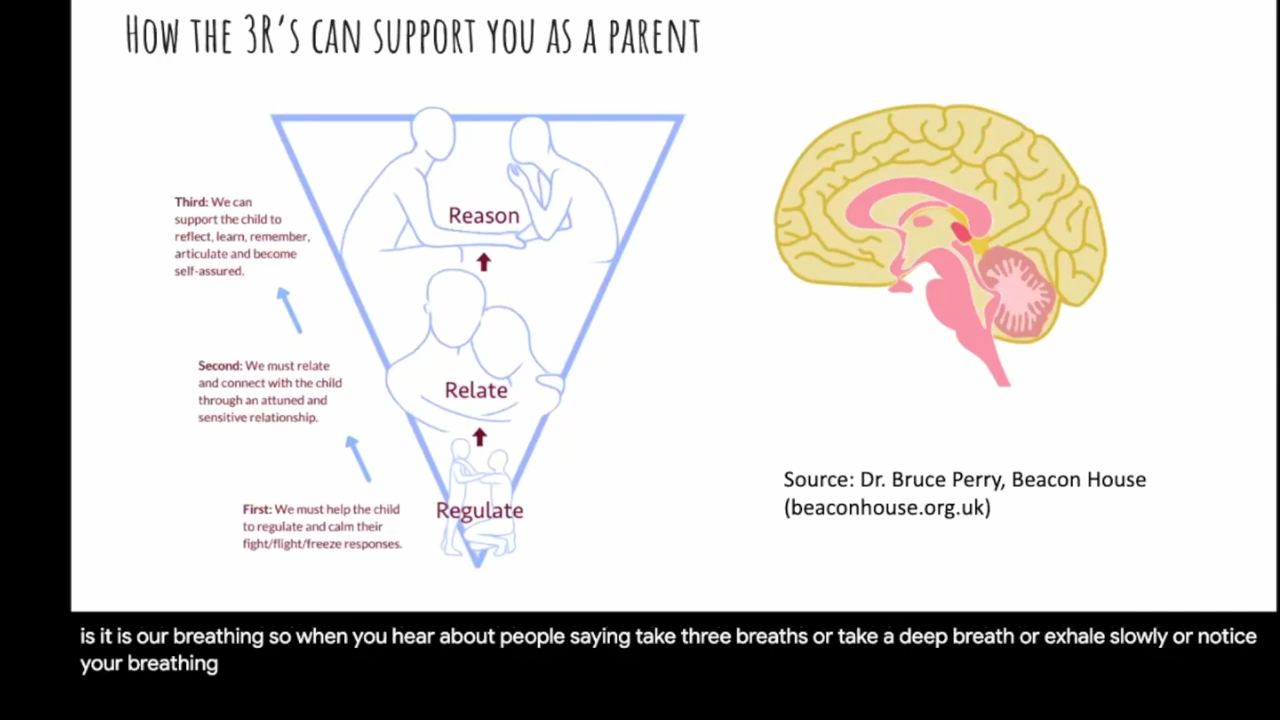 HOW THE 3R'S CAN SUPPORT YOU AS A PARENT
Third: We can
support the child to
reflect, learn, remember,
articulate and become
self-assured.
Reason
Second: We must relate
and connect with the child
through an attuned and
sensitive relationship.
Relate
First: We must help the child
to regulate and calm their
fight/flight/freeze responses.
Regulate
Source: Dr. Bruce Perry, Beacon House
(beaconhouse.org.uk)
is it is our breathing so when you hear about people saying take three breaths or take a deep breath or exhale slowly or notice
your breathing